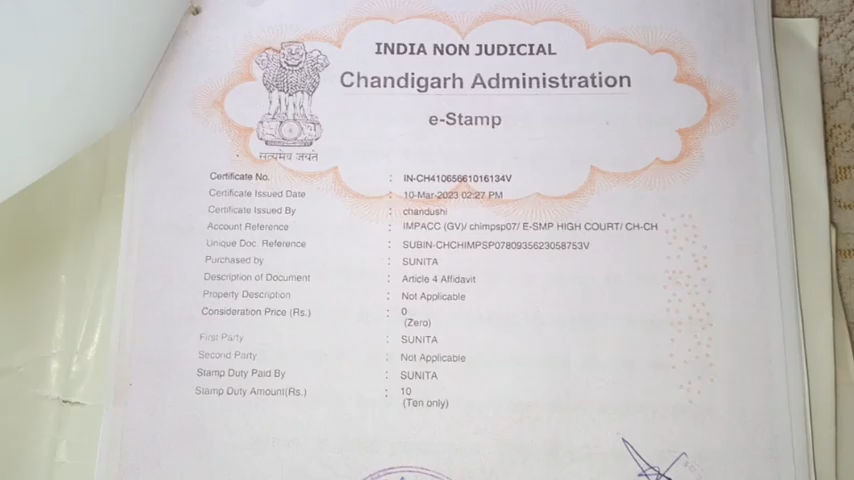 INDIA NON JUDICIAL
Chandigarh Administration
e-Stamp
सत्यमेव जयते
Certificate No. : IN-CH41065661016134V
Certificate Issued Date : 10-Mar-2023 02:27 PM
Certificate Issued By : chandushi
Account Reference : IMPACC (GV)/ chimpsp07/ E-SMP HIGH COURT/ CH-CH
Unique Doc. Reference : SUBIN-CHCHIMPSP0780935623058753V
Purchased by : SUNITA
Description of Document : Article 4 Affidavit
Property Description : Not Applicable
Consideration Price (Rs.) : 0
(Zero)
First Party : SUNITA
Second Party : Not Applicable
Stamp Duty Paid By : SUNITA
Stamp Duty Amount(Rs.) : 10
(Ten only)